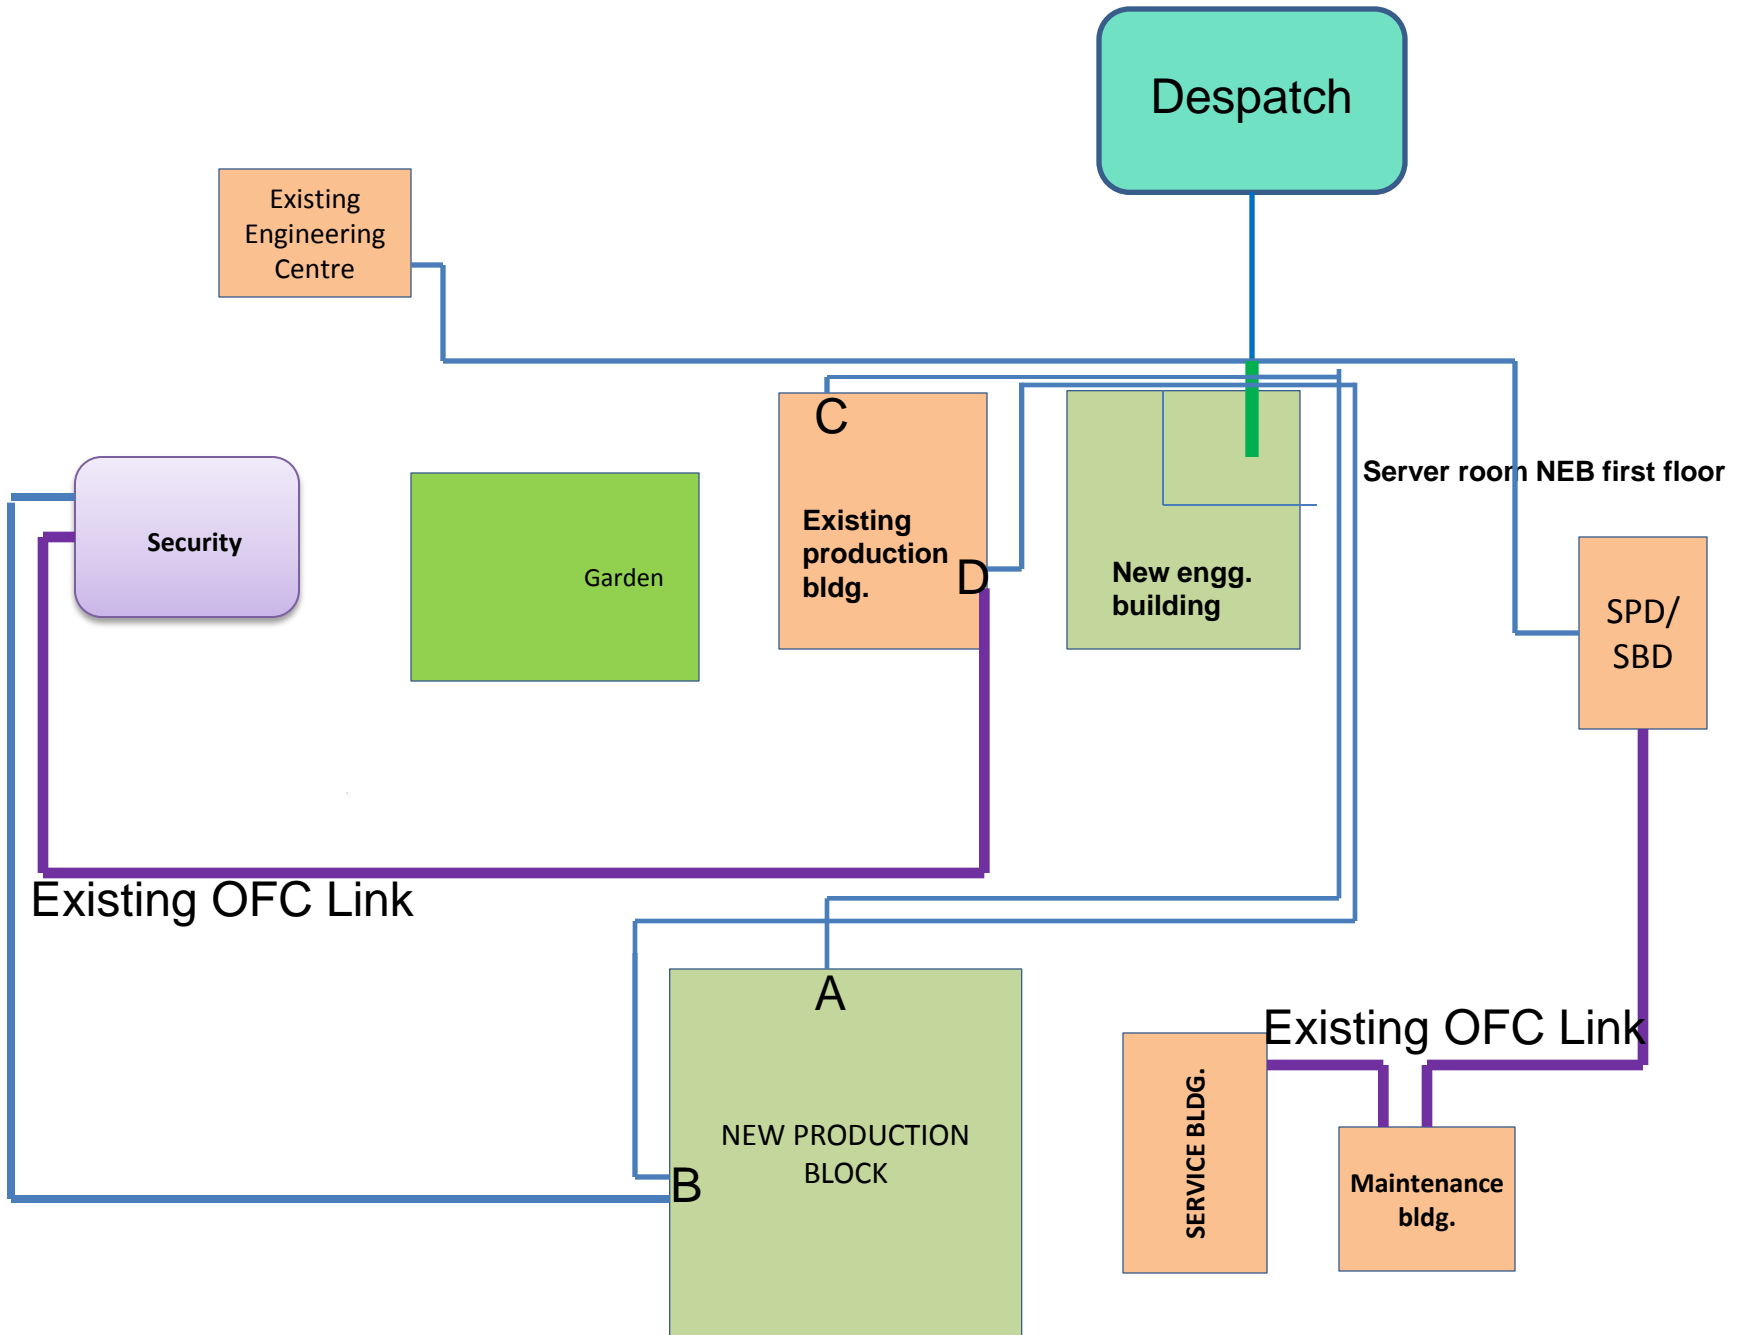 Despatch
Existing
Engineering
Centre
C
Server room NEB first floor
Security
Existing
production
bldg.
D
Garden
New engg.
building
SPD/
SBD
Existing OFC Link
A
Existing OFC Link
NEW PRODUCTION
BLOCK
B
SERVICE BLDG.
Maintenance
bldg.